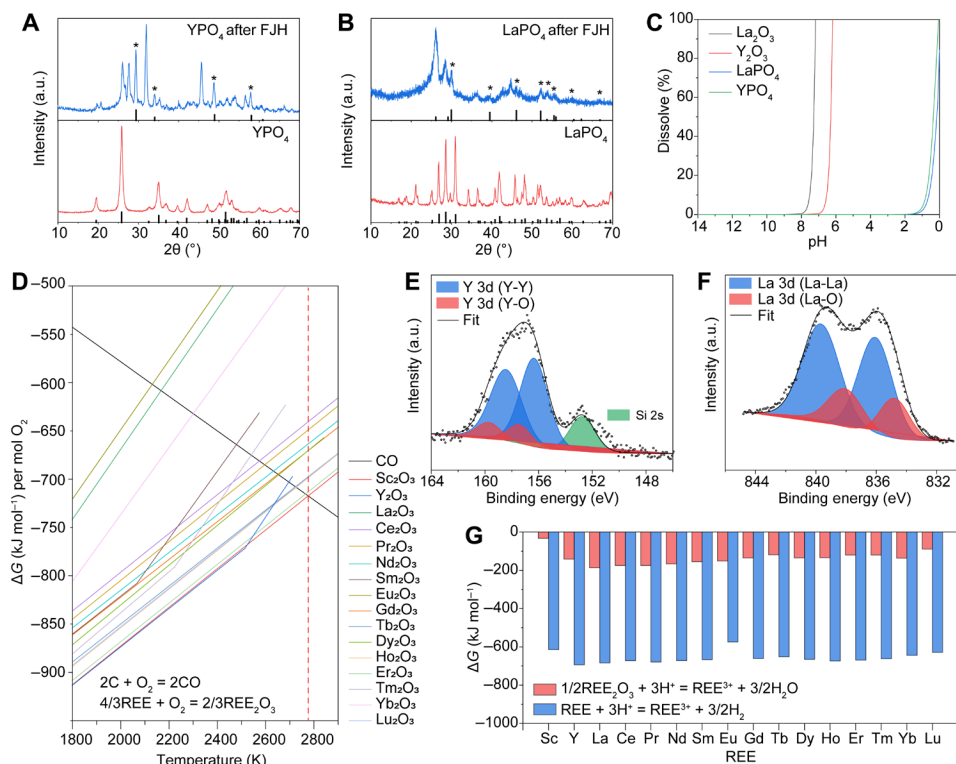 A
YPO₄ after FJH
*
*
*
*
YPO₄
Intensity (a.u.)
10 20 30 40 50 60 70
2θ (°)
B
LaPO₄ after FJH
*
*
*
*
*
*
*
*
LaPO₄
Intensity (a.u.)
10 20 30 40 50 60 70
2θ (°)
C
La₂O₃
Y₂O₃
LaPO₄
YPO₄
Dissolve (%)
100
80
60
40
20
0
14 12 10 8 6 4 2 0
pH
D
−500
−550
−600
−650
−700
−750
−800
−850
−900
ΔG (kJ mol⁻¹) per mol O₂
2C + O₂ = 2CO
4/3REE + O₂ = 2/3REE₂O₃
1800 2000 2200 2400 2600 2800
Temperature (K)
CO
Sc₂O₃
Y₂O₃
La₂O₃
Ce₂O₃
Pr₂O₃
Nd₂O₃
Sm₂O₃
Eu₂O₃
Gd₂O₃
Tb₂O₃
Dy₂O₃
Ho₂O₃
Er₂O₃
Tm₂O₃
Yb₂O₃
Lu₂O₃
E
Y 3d (Y-Y)
Y 3d (Y-O)
Fit
Si 2s
Intensity (a.u.)
164 160 156 152 148 146
Binding energy (eV)
F
La 3d (La-La)
La 3d (La-O)
Fit
Intensity (a.u.)
844 840 836 832
Binding energy (eV)
G
0
−200
−400
−600
−800
−1000
ΔG (kJ mol⁻¹)
1/2REE₂O₃ + 3H⁺ = REE³⁺ + 3/2H₂O
REE + 3H⁺ = REE³⁺ + 3/2H₂
Sc Y La Ce Pr Nd Sm Eu Gd Tb Dy Ho Er Tm Yb Lu
REE